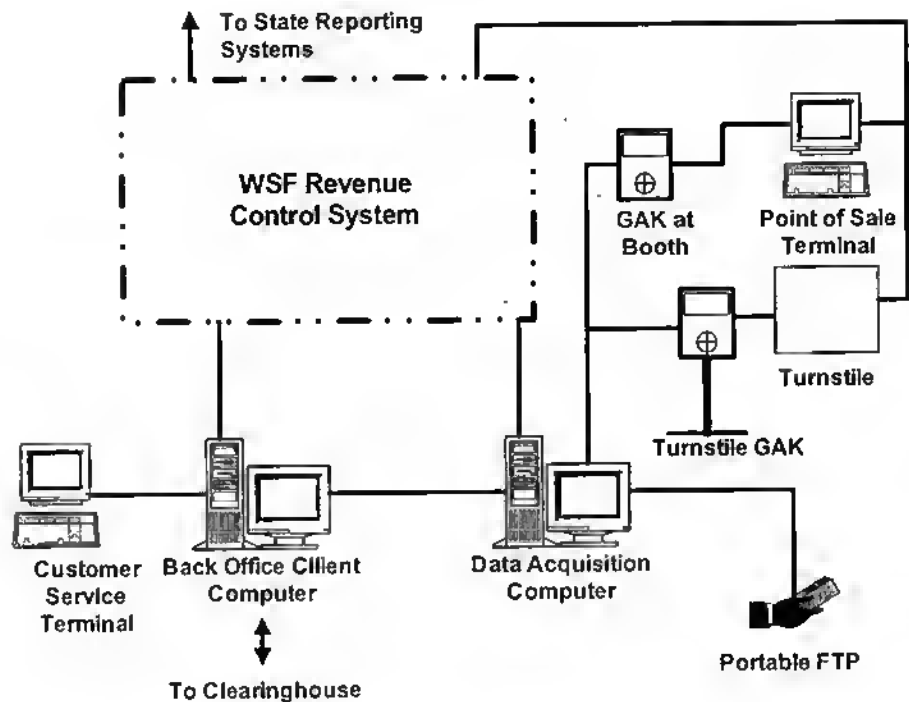 To State Reporting
Systems
WSF Revenue
Control System
GAK at
Booth
Point of Sale
Terminal
Turnstile
Turnstile GAK
Customer
Service
Terminal
Back Office Client
Computer
Data Acquisition
Computer
Portable FTP
To Clearinghouse